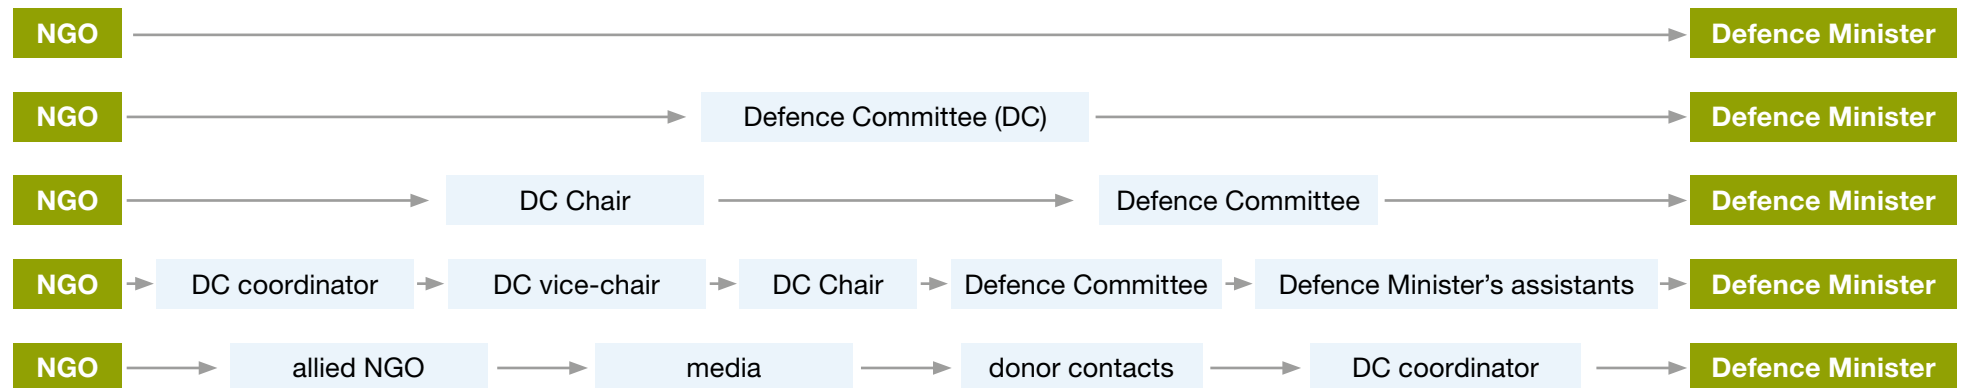 NGO Defence Minister
NGO Defence Committee (DC) Defence Minister
NGO DC Chair Defence Committee Defence Minister
NGO DC coordinator DC vice-chair DC Chair Defence Committee Defence Minister’s assistants Defence Minister
NGO allied NGO media donor contacts DC coordinator Defence Minister